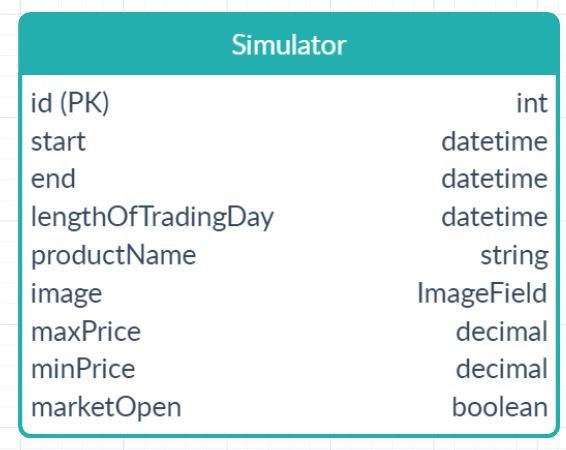 Simulator
id (PK) int
start datetime
end datetime
lengthOfTradingDay datetime
productName string
image ImageField
maxPrice decimal
minPrice decimal
marketOpen boolean